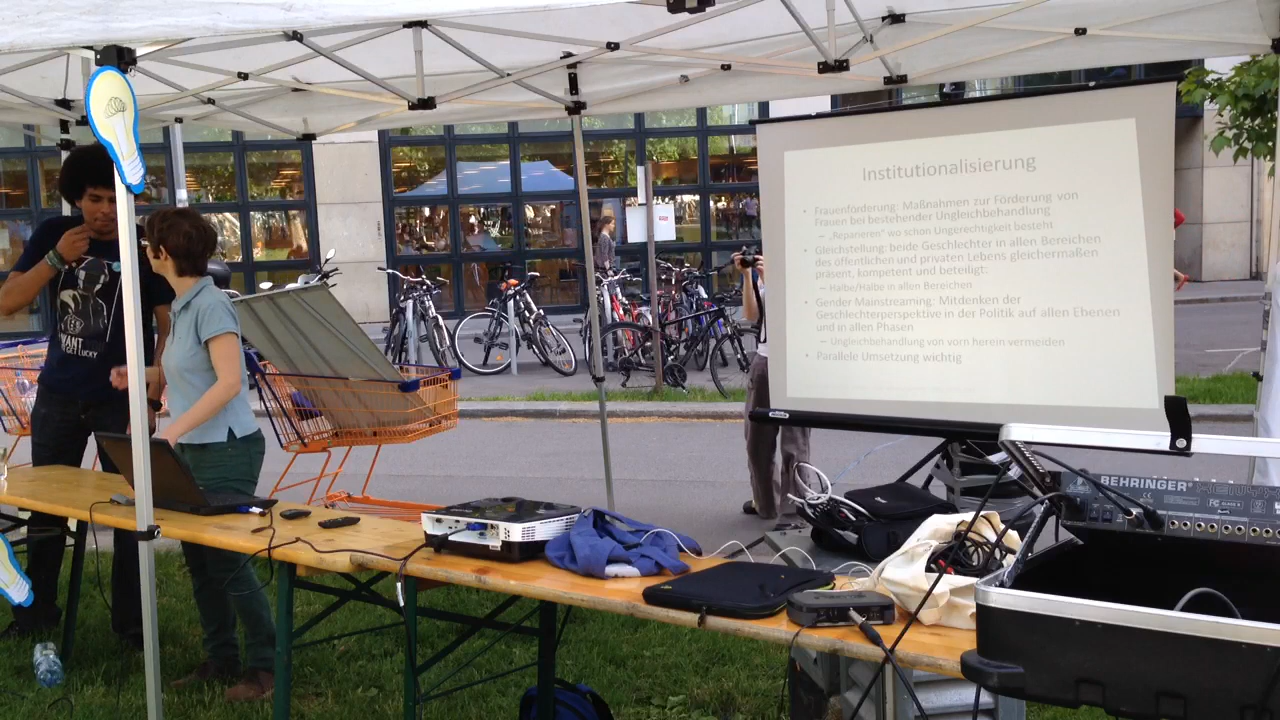 Institutionalisierung
• Frauenförderung: Maßnahmen zur Förderung von
Frauen bei bestehender Ungleichbehandlung
– „Reparieren" wo schon Ungerechtigkeit besteht
• Gleichstellung: beide Geschlechter in allen Bereichen
des öffentlichen und privaten Lebens gleichermaßen
präsent, kompetent und beteiligt:
– Halbe/Halbe in allen Bereichen
• Gender Mainstreaming: Mitdenken der
Geschlechterperspektive in der Politik auf allen Ebenen
und in allen Phasen
– Ungleichbehandlung von vorn herein vermeiden
• Parallele Umsetzung wichtig
WANT
GET LUCKY
BEHRINGER